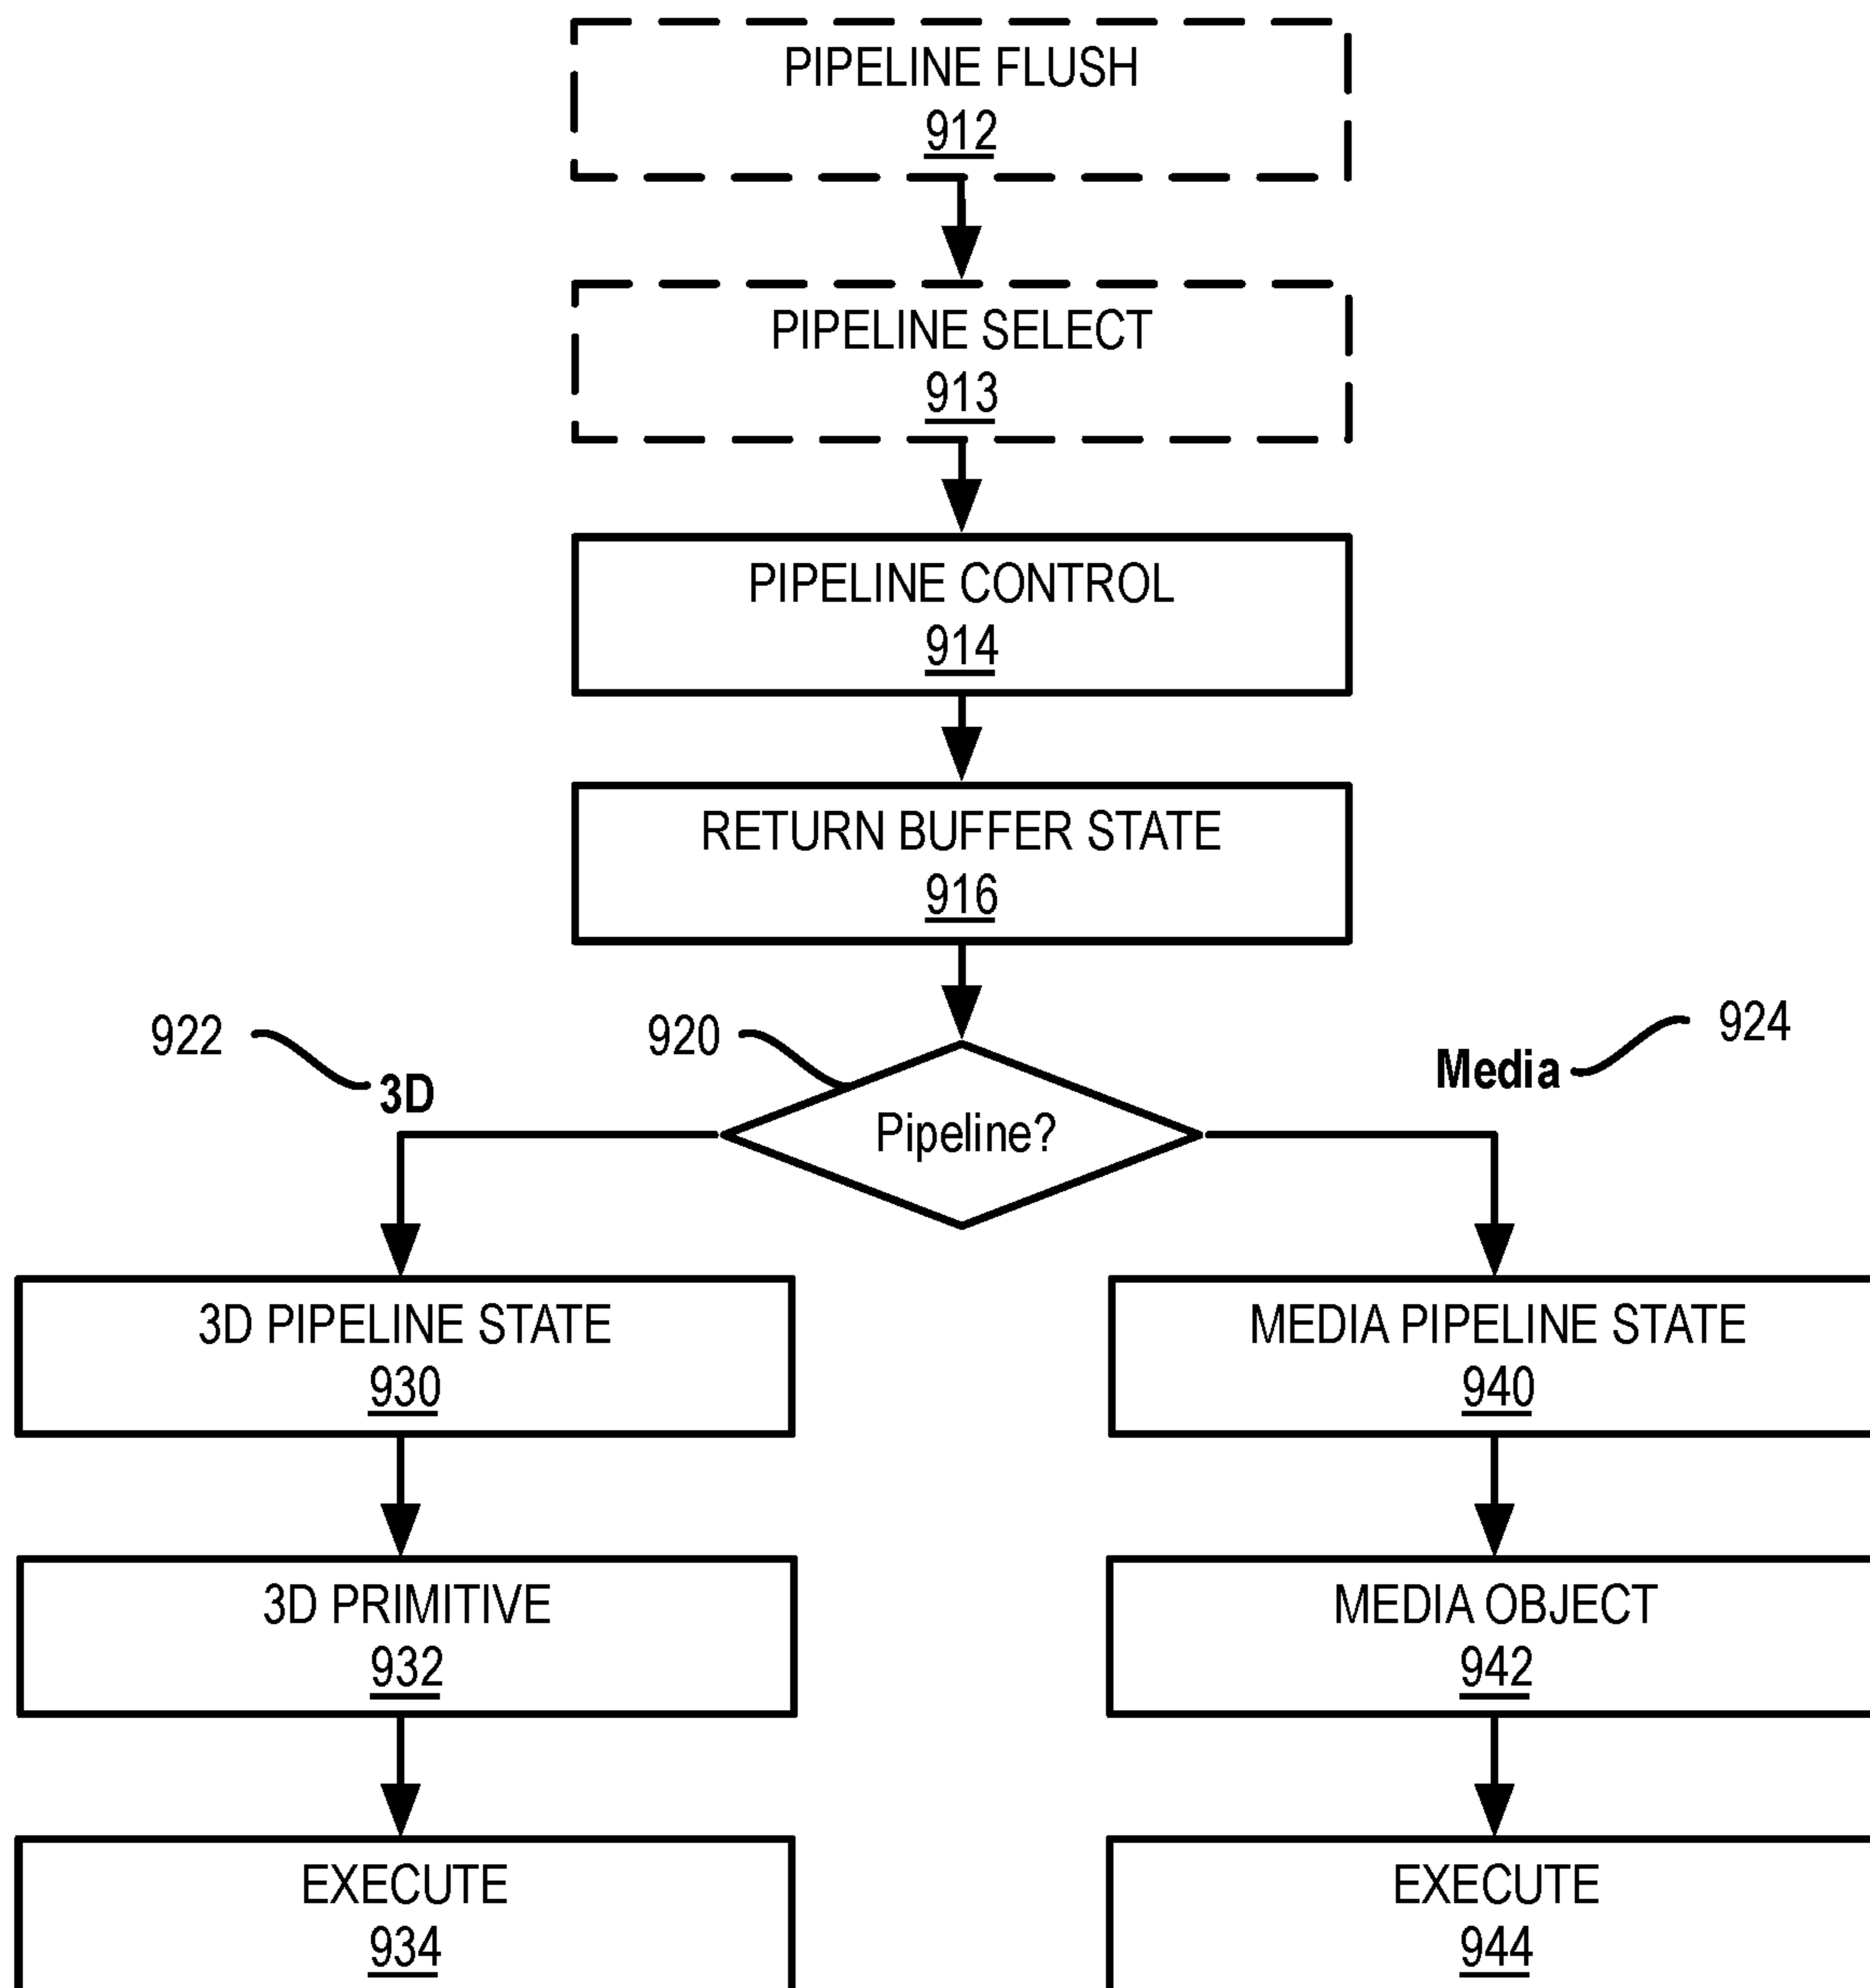 PIPELINE FLUSH
912
PIPELINE SELECT
913
PIPELINE CONTROL
914
RETURN BUFFER STATE
916
922
920
924
3D
Media
Pipeline?
3D PIPELINE STATE
930
MEDIA PIPELINE STATE
940
3D PRIMITIVE
932
MEDIA OBJECT
942
EXECUTE
934
EXECUTE
944